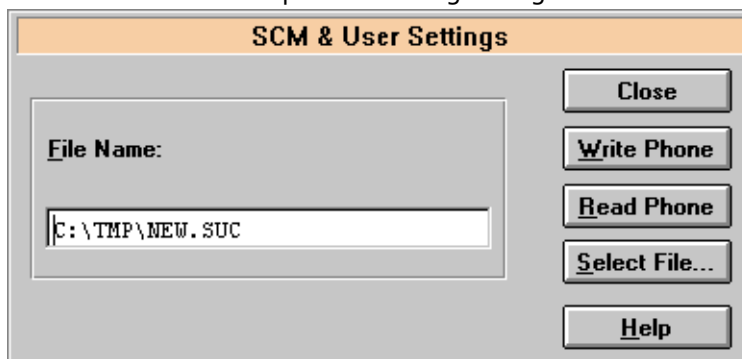 SCM & User Settings
Close
File Name:
Write Phone
Read Phone
C:\TMP\NEW.SUC
Select File...
Help